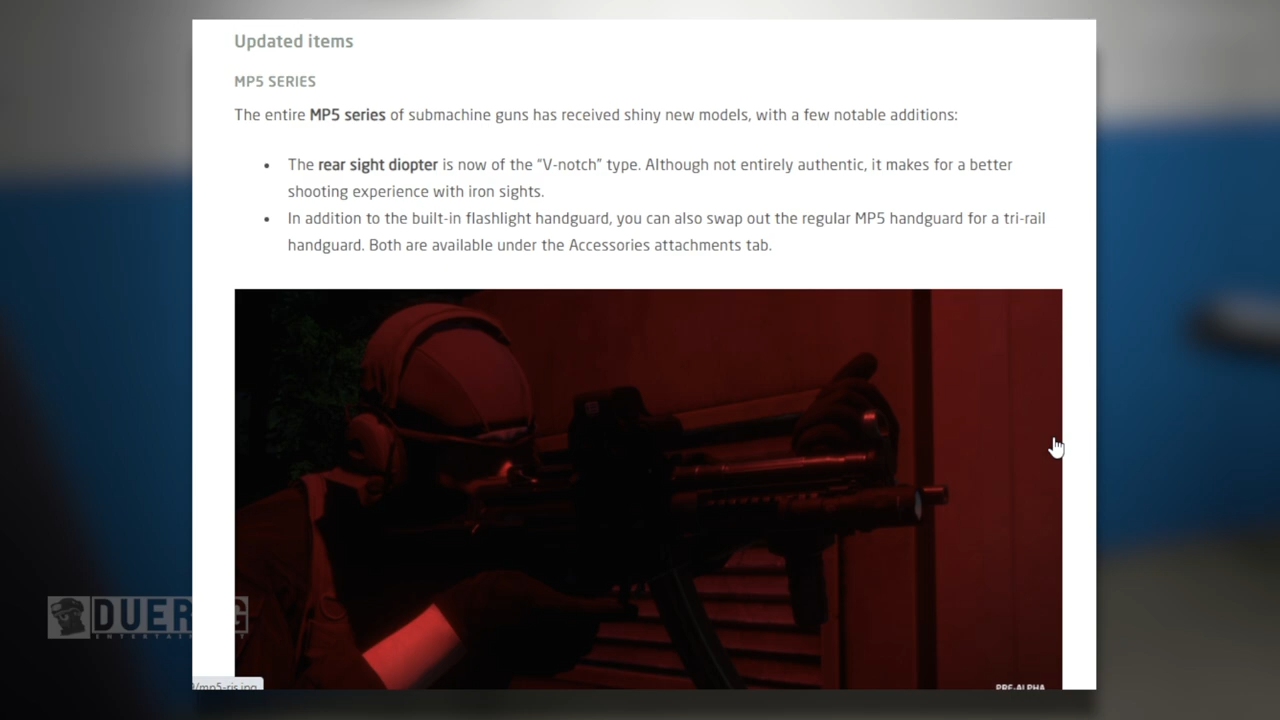 Updated items
MP5 SERIES
The entire MP5 series of submachine guns has received shiny new models, with a few notable additions:
• The rear sight diopter is now of the “V-notch” type. Although not entirely authentic, it makes for a better
shooting experience with iron sights.
• In addition to the built-in flashlight handguard, you can also swap out the regular MP5 handguard for a tri-rail
handguard. Both are available under the Accessories attachments tab.
/mp5-ris.jpg
PRE-ALPHA